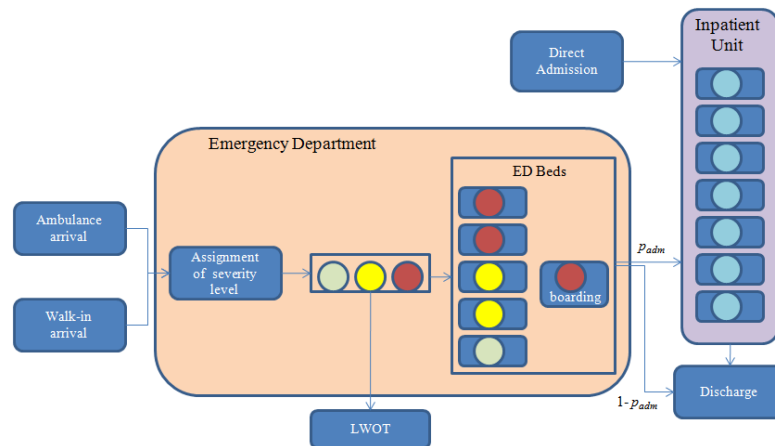 Inpatient
Unit
Direct
Admission
Emergency Department
ED Beds
Ambulance
arrival
Assignment
of severity
level
Walk-in
arrival
boarding
p_adm
1- p_adm
Discharge
LWOT